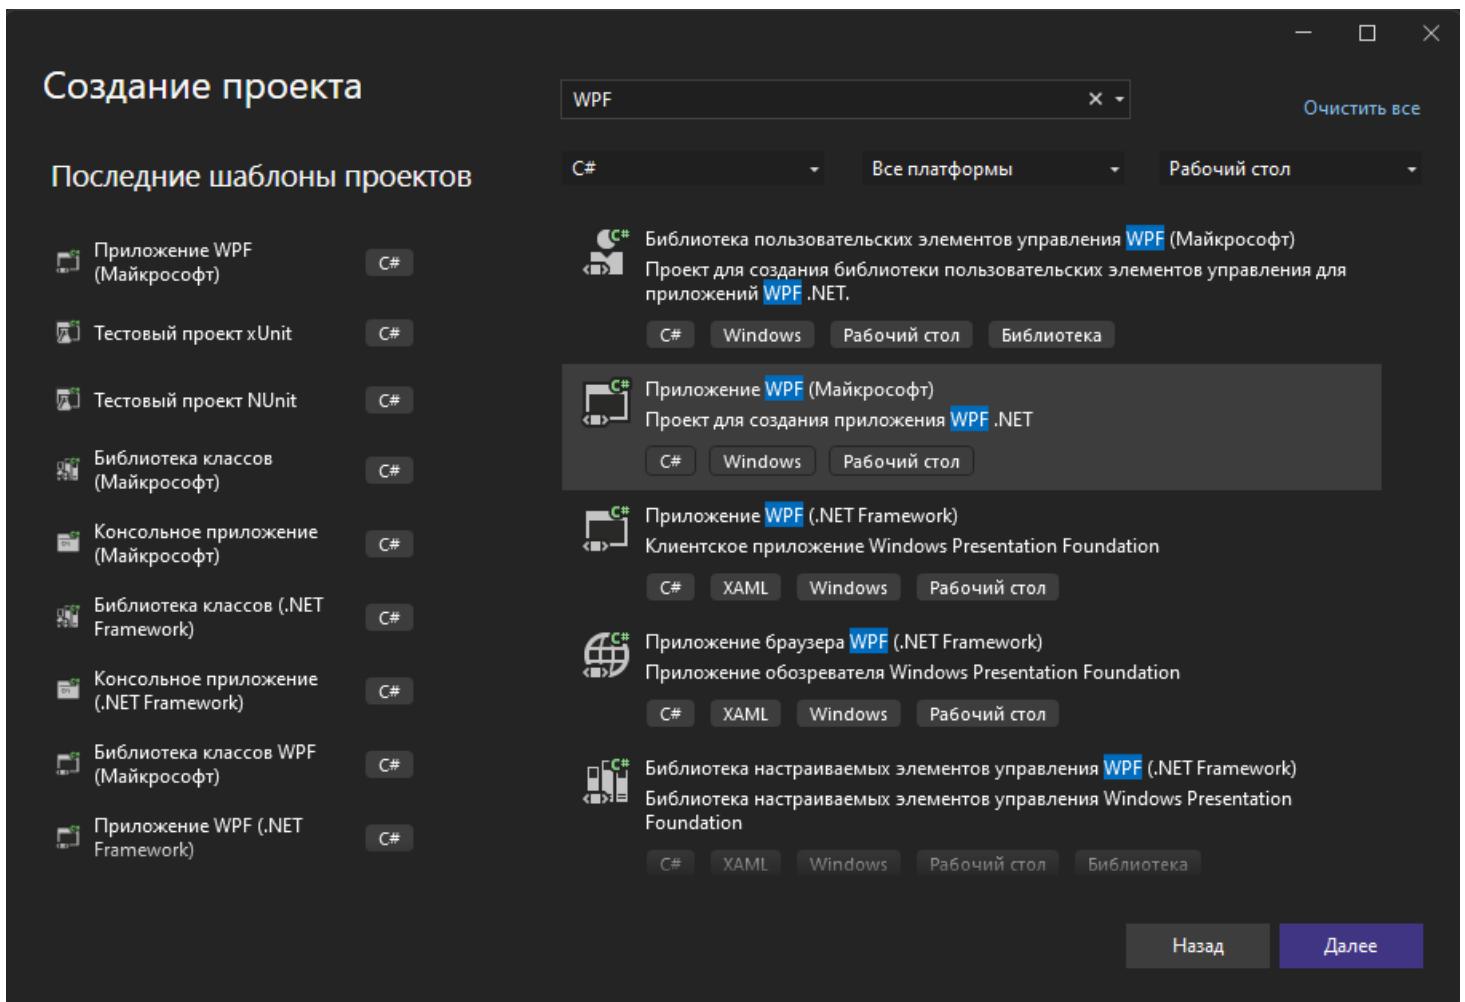 Создание проекта
WPF
Очистить все
Последние шаблоны проектов
C#
Все платформы
Рабочий стол
Приложение WPF
(Майкрософт)
C#
Тестовый проект xUnit
C#
Тестовый проект NUnit
C#
Библиотека классов
(Майкрософт)
C#
Консольное приложение
(Майкрософт)
C#
Библиотека классов (.NET
Framework)
C#
Консольное приложение
(.NET Framework)
C#
Библиотека классов WPF
(Майкрософт)
C#
Приложение WPF (.NET
Framework)
C#
Библиотека пользовательских элементов управления WPF (Майкрософт)
Проект для создания библиотеки пользовательских элементов управления для
приложений WPF .NET.
C# Windows Рабочий стол Библиотека
Приложение WPF (Майкрософт)
Проект для создания приложения WPF .NET
C# Windows Рабочий стол
Приложение WPF (.NET Framework)
Клиентское приложение Windows Presentation Foundation
C# XAML Windows Рабочий стол
Приложение браузера WPF (.NET Framework)
Приложение обозревателя Windows Presentation Foundation
C# XAML Windows Рабочий стол
Библиотека настраиваемых элементов управления WPF (.NET Framework)
Библиотека настраиваемых элементов управления Windows Presentation
Foundation
C# XAML Windows Рабочий стол Библиотека
Назад
Далее